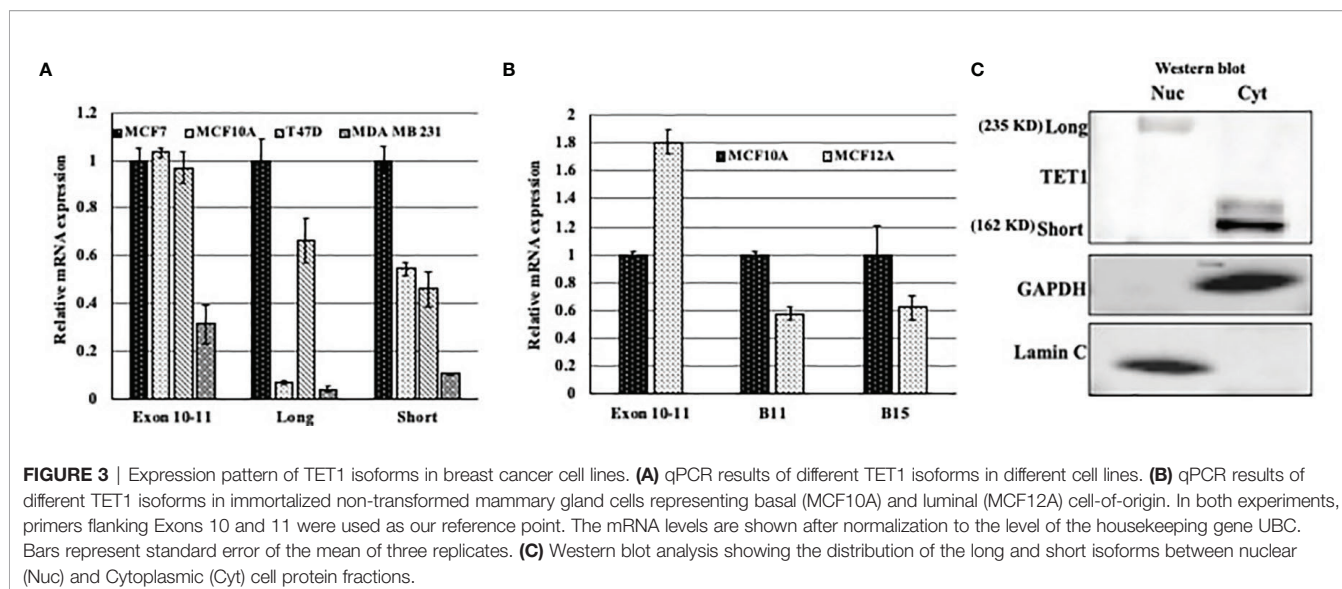 A
1.2
MCF7 MCF10A T47D MDA MB 231
1
0.8
0.6
0.4
0.2
0
Relative mRNA expression
Exon 10-11 Long Short
B
2
1.8
1.6
MCF10A MCF12A
1.4
1.2
1
0.8
0.6
0.4
0.2
0
Relative mRNA expression
Exon 10-11 B11 B15
C
Western blot
Nuc Cyt
(235 KD) Long
TET1
(162 KD) Short
GAPDH
Lamin C
FIGURE 3 | Expression pattern of TET1 isoforms in breast cancer cell lines. (A) qPCR results of different TET1 isoforms in different cell lines. (B) qPCR results of
different TET1 isoforms in immortalized non-transformed mammary gland cells representing basal (MCF10A) and luminal (MCF12A) cell-of-origin. In both experiments,
primers flanking Exons 10 and 11 were used as our reference point. The mRNA levels are shown after normalization to the level of the housekeeping gene UBC.
Bars represent standard error of the mean of three replicates. (C) Western blot analysis showing the distribution of the long and short isoforms between nuclear
(Nuc) and Cytoplasmic (Cyt) cell protein fractions.